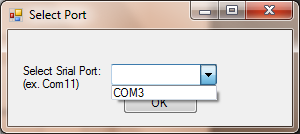 Select Port
Select Srial Port:
(ex. Com11)
COM3
OK